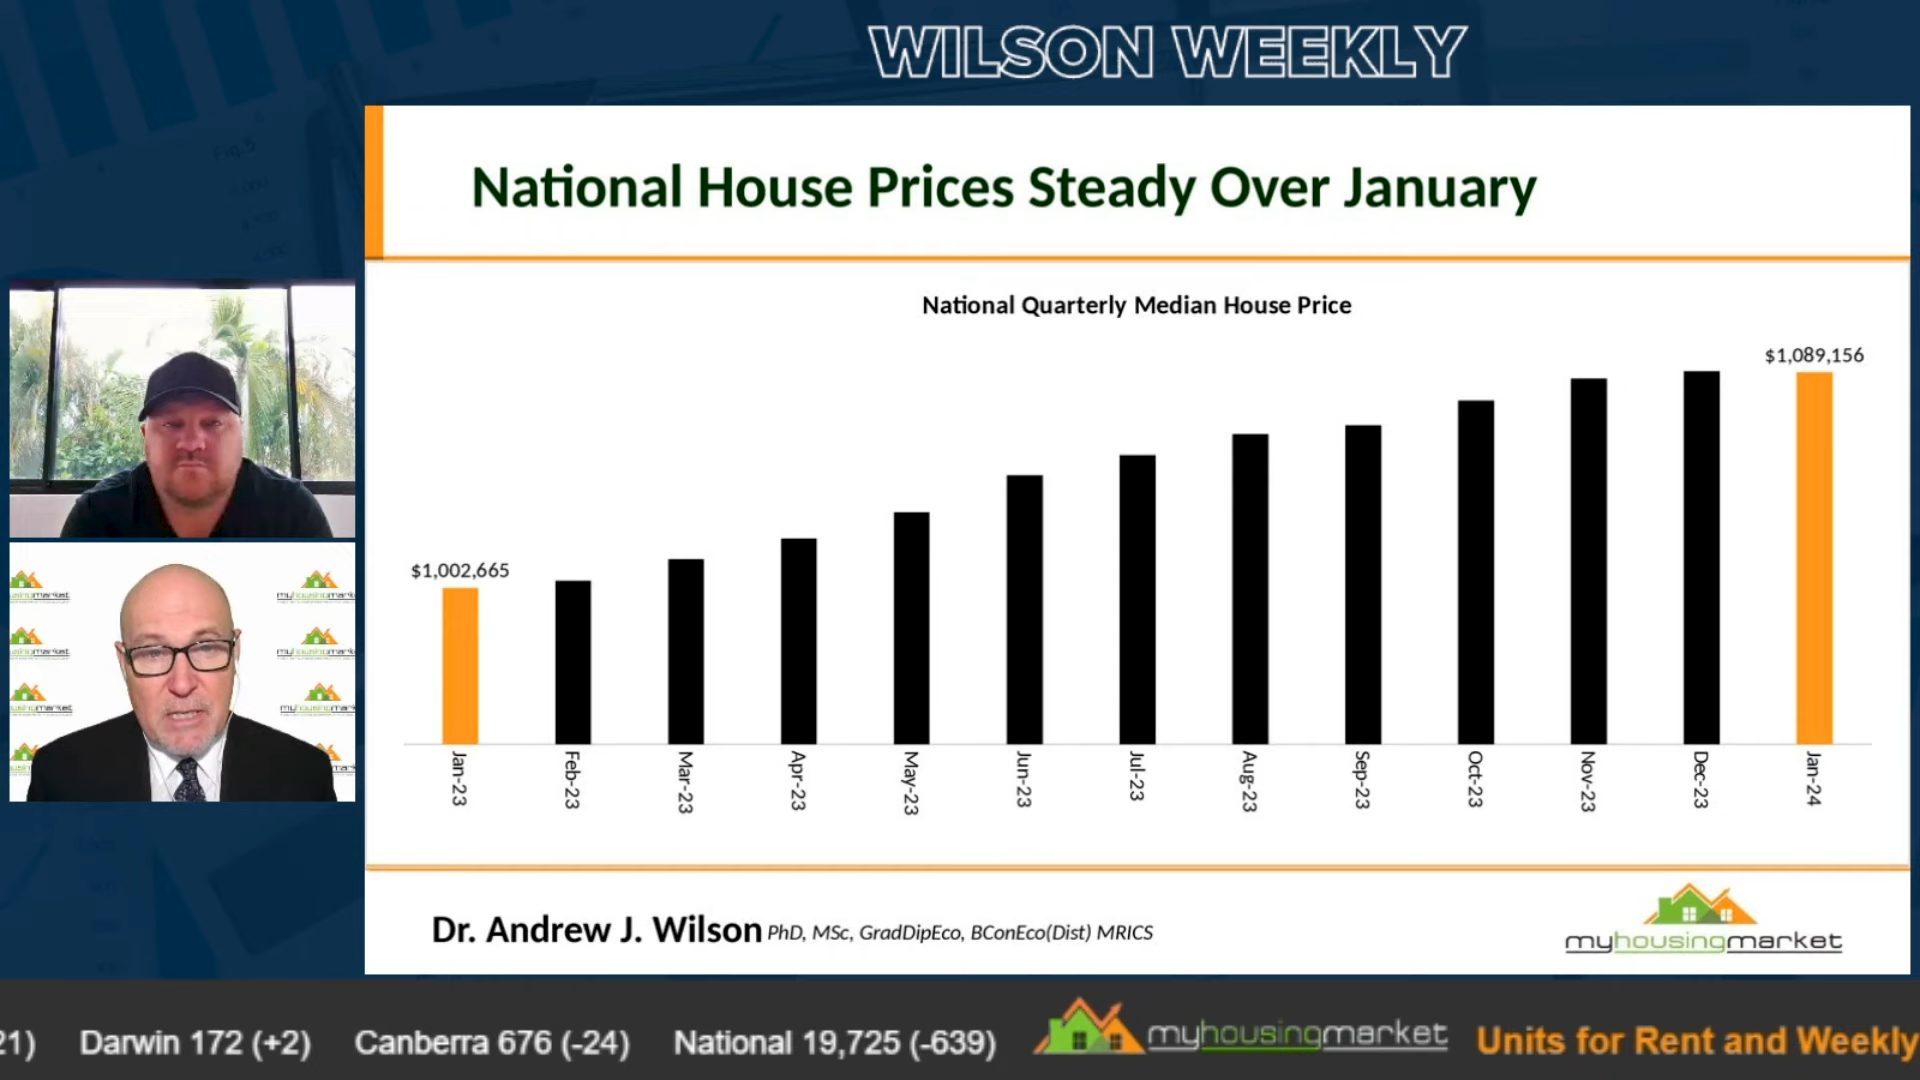 WILSON WEEKLY
National House Prices Steady Over January
National Quarterly Median House Price
$1,089,156
$1,002,665
Jan-23
Feb-23
Mar-23
Apr-23
May-23
Jun-23
Jul-23
Aug-23
Sep-23
Oct-23
Nov-23
Dec-23
Jan-24
Dr. Andrew J. Wilson PhD, MSc, GradDipEco, BConEco(Dist) MRICS
myhousingmarket
21) Darwin 172 (+2) Canberra 676 (-24) National 19,725 (-639) myhousingmarket Units for Rent and Weekly